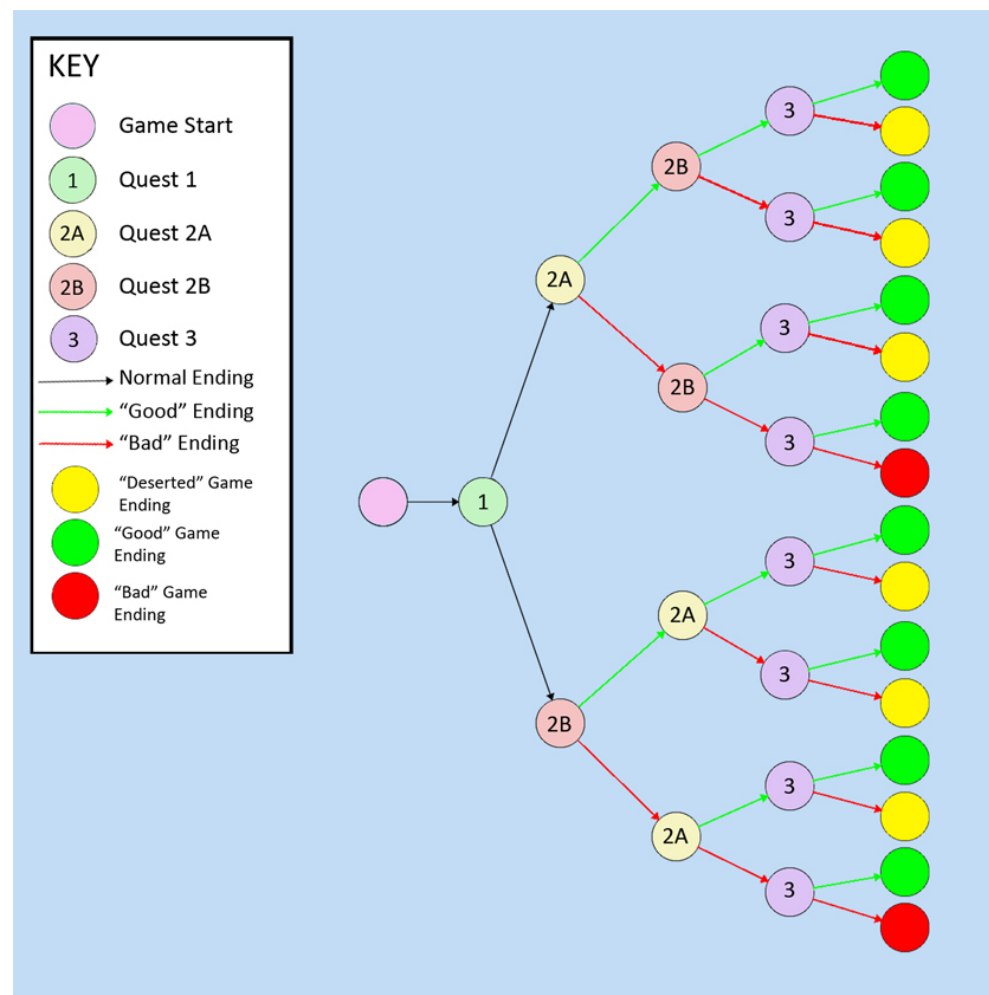 KEY
Game Start
1 Quest 1
2A Quest 2A
2B Quest 2B
3 Quest 3
Normal Ending
“Good” Ending
“Bad” Ending
“Deserted” Game
Ending
“Good” Game
Ending
“Bad” Game
Ending
3
2B
3
2A
3
2B
3
1
3
2A
3
2B
3
2A
3